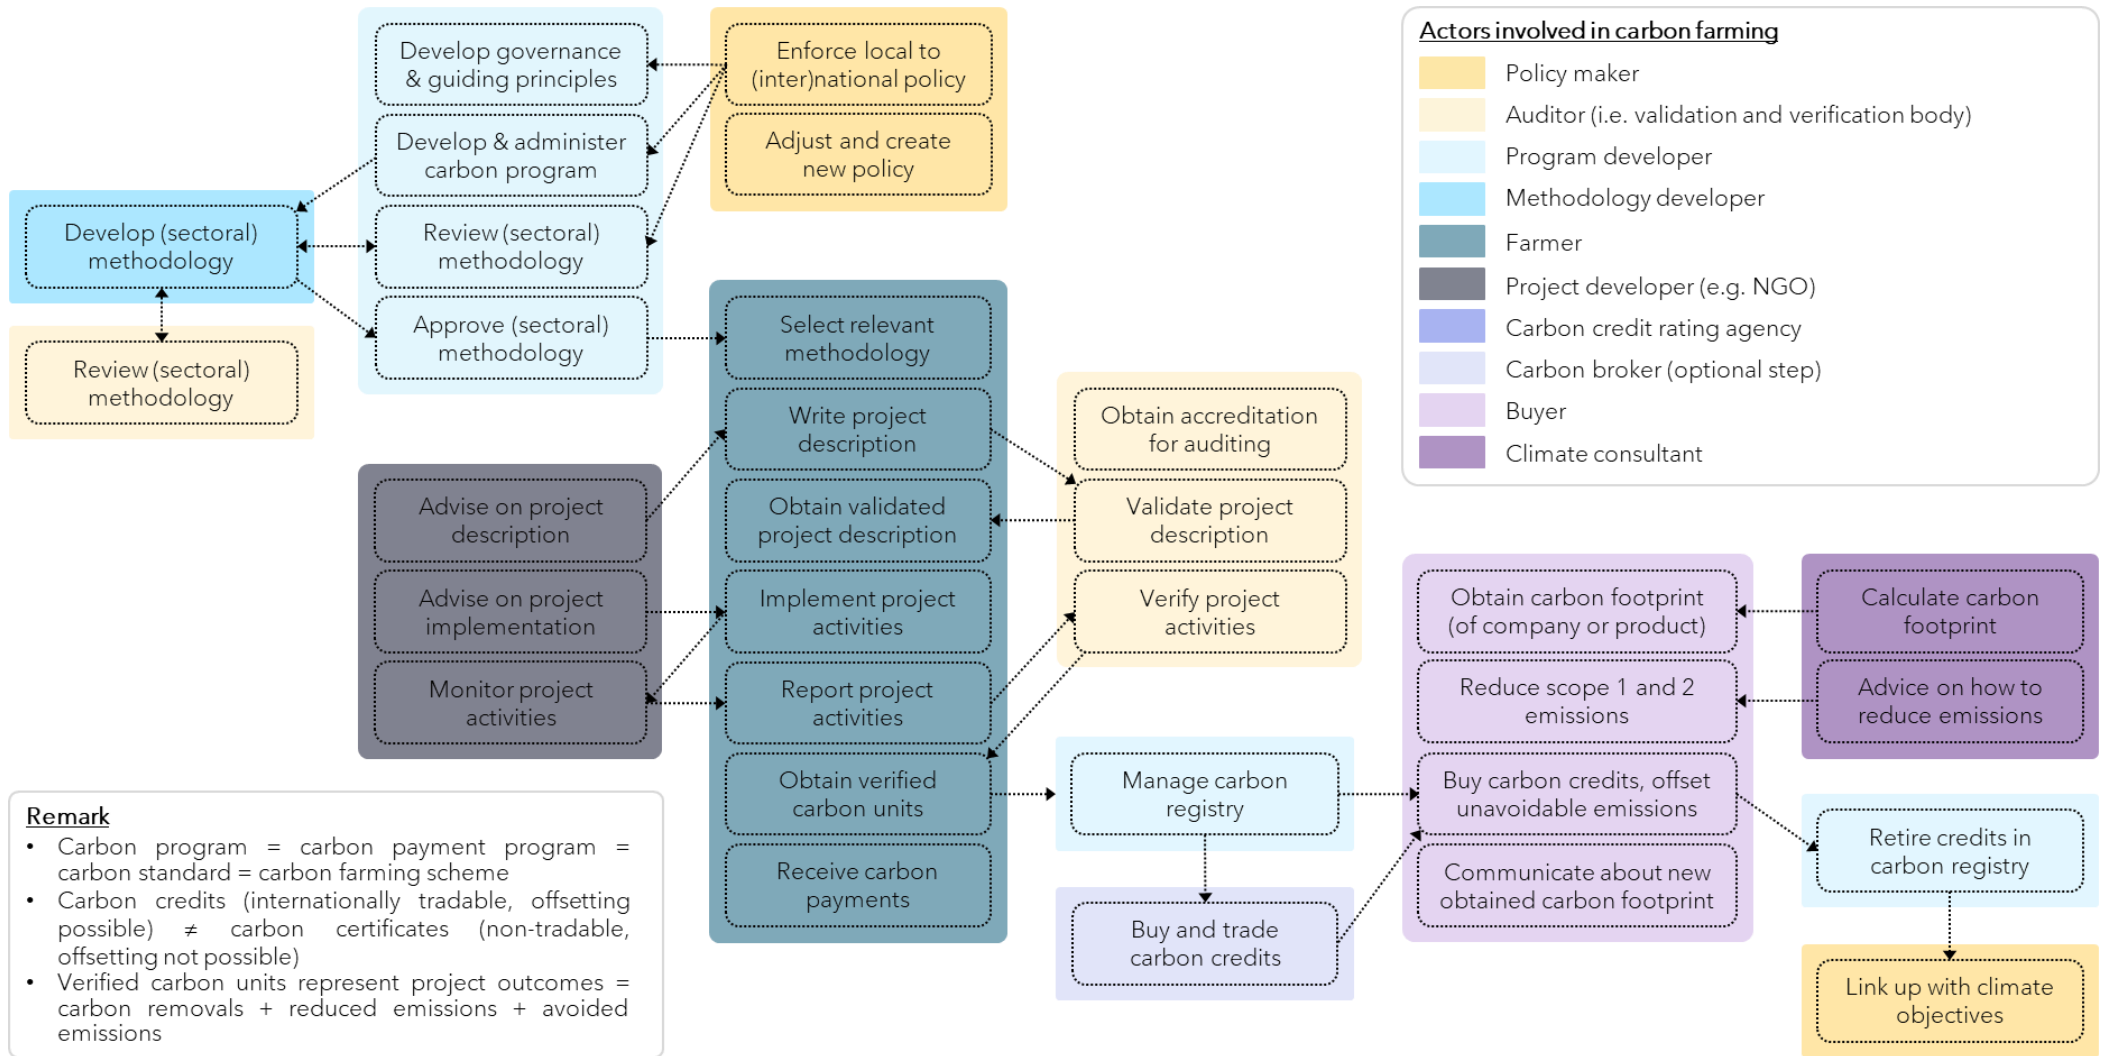 Develop governance
& guiding principles
Develop & administer
carbon program
Review (sectoral)
methodology
Approve (sectoral)
methodology
Enforce local to
(inter)national policy
Adjust and create
new policy
Develop (sectoral)
methodology
Review (sectoral)
methodology
Advise on project
description
Advise on project
implementation
Monitor project
activities
Select relevant
methodology
Write project
description
Obtain validated
project description
Implement project
activities
Report project
activities
Obtain verified
carbon units
Receive carbon
payments
Obtain accreditation
for auditing
Validate project
description
Verify project
activities
Manage carbon
registry
Buy and trade
carbon credits
Obtain carbon footprint
(of company or product)
Reduce scope 1 and 2
emissions
Buy carbon credits, offset
unavoidable emissions
Communicate about new
obtained carbon footprint
Calculate carbon
footprint
Advice on how to
reduce emissions
Retire credits in
carbon registry
Link up with climate
objectives
Actors involved in carbon farming
Policy maker
Auditor (i.e. validation and verification body)
Program developer
Methodology developer
Farmer
Project developer (e.g. NGO)
Carbon credit rating agency
Carbon broker (optional step)
Buyer
Climate consultant
Remark
• Carbon program = carbon payment program =
carbon standard = carbon farming scheme
• Carbon credits (internationally tradable, offsetting
possible) ≠ carbon certificates (non-tradable,
offsetting not possible)
• Verified carbon units represent project outcomes =
carbon removals + reduced emissions + avoided
emissions